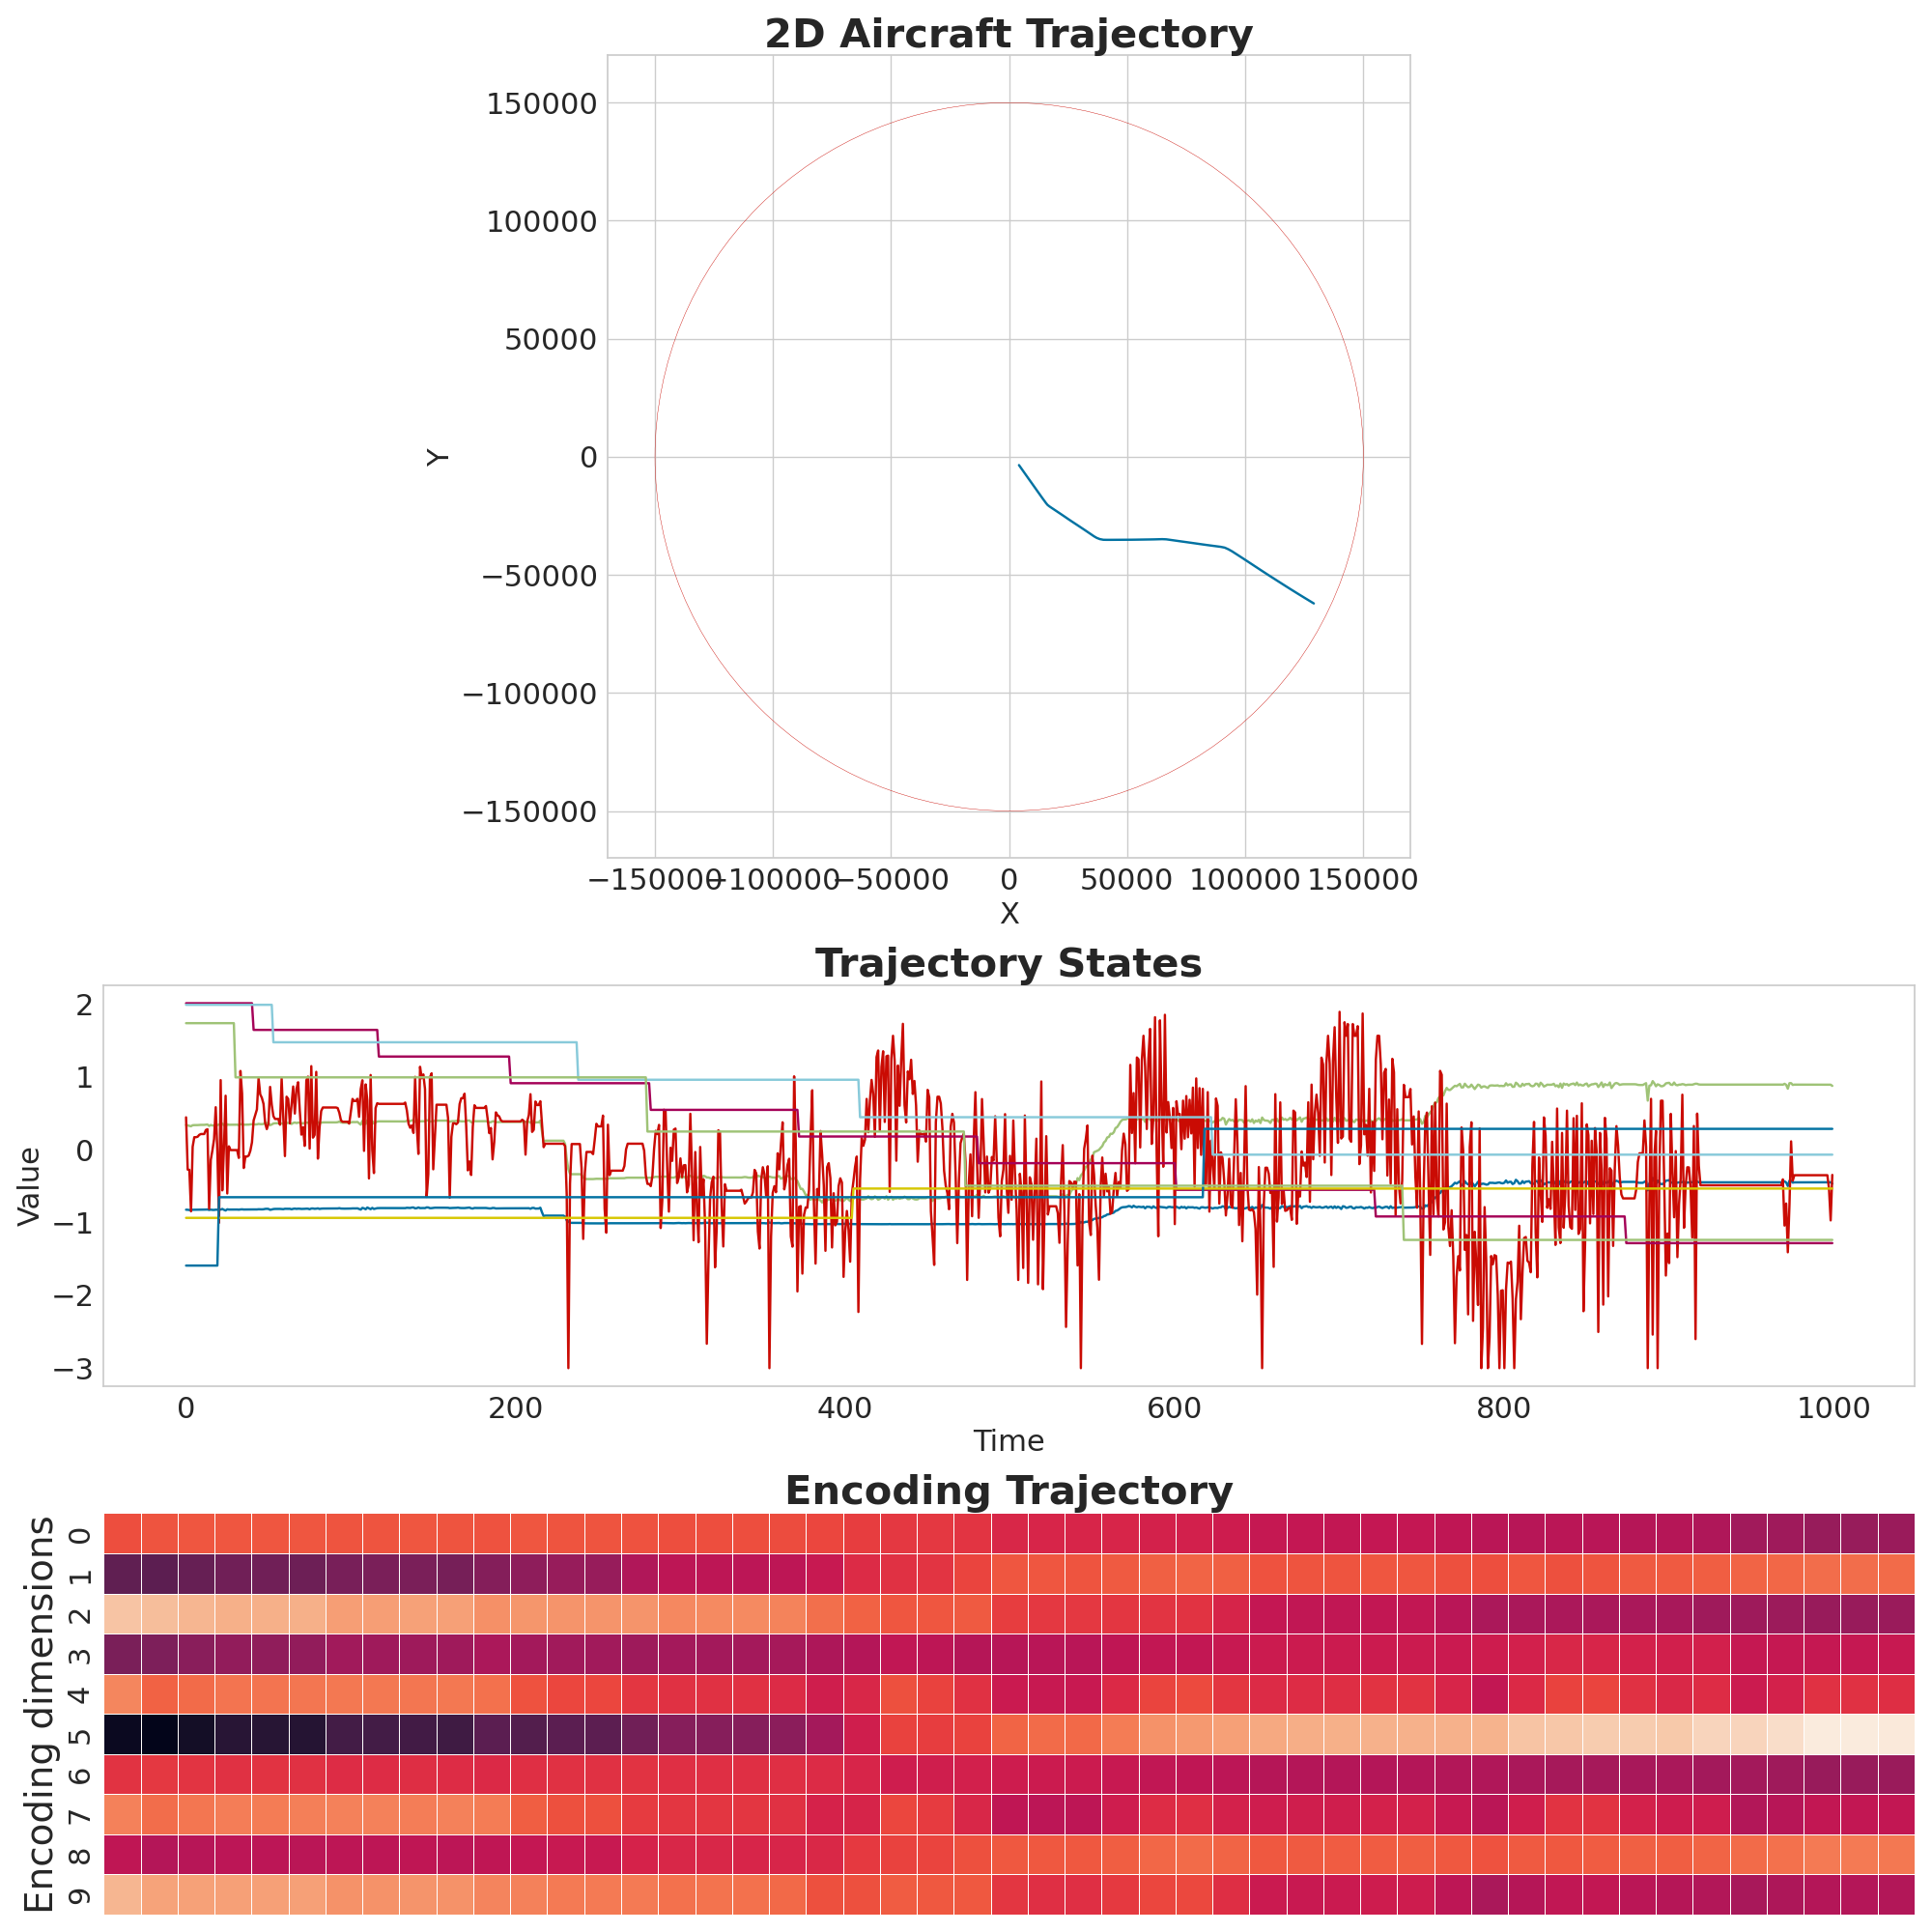 2D Aircraft Trajectory
150000
100000
50000
0
−50000
−100000
−150000
Y
−150000 −100000 −50000 0 50000 100000 150000
X
Trajectory States
2
1
0
−1
−2
−3
Value
0 200 400 600 800 1000
Time
Encoding Trajectory
Encoding dimensions
0
1
2
3
4
5
6
7
8
9